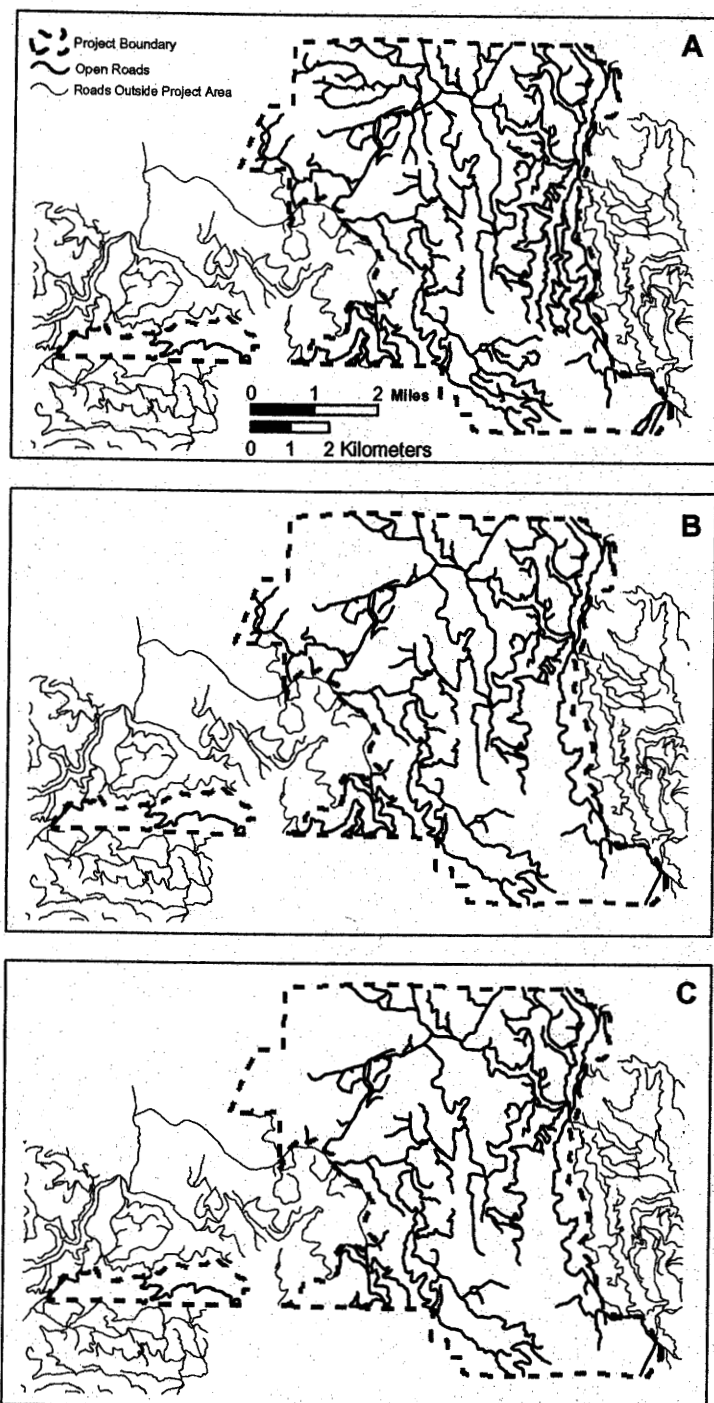 A
Project Boundary
Open Roads
Roads Outside Project Area
0 1 2 Miles
0 1 2 Kilometers
B
C